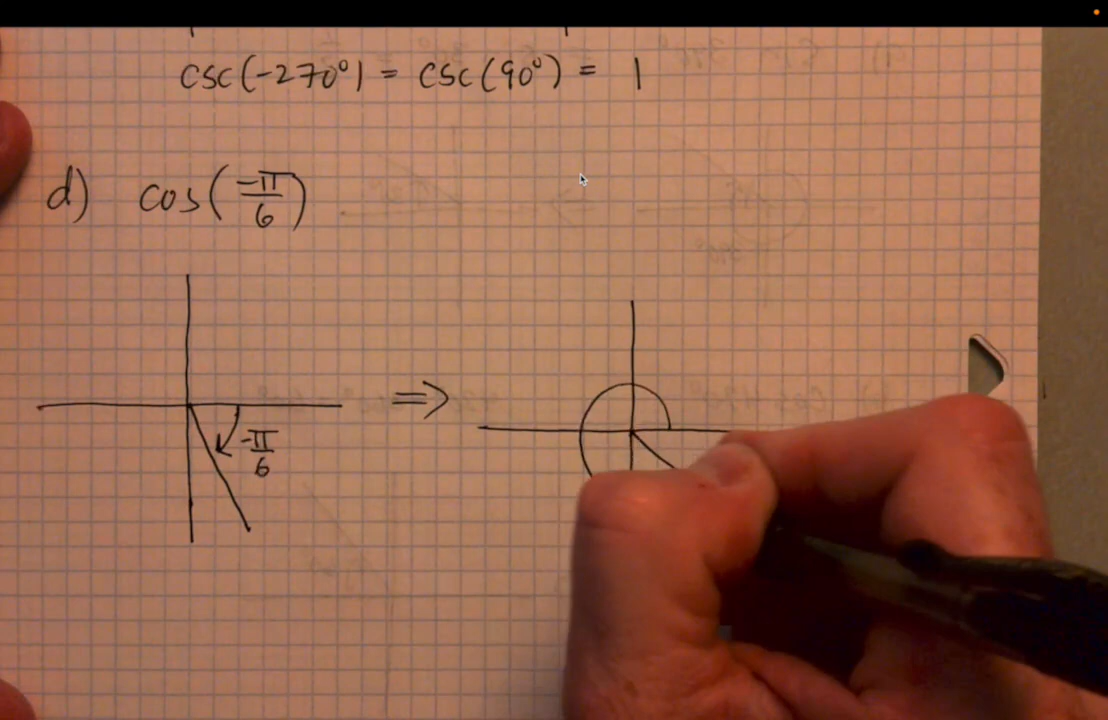 csc(-270°) = csc(90°) = 1
d) cos(-π/6)
-π/6